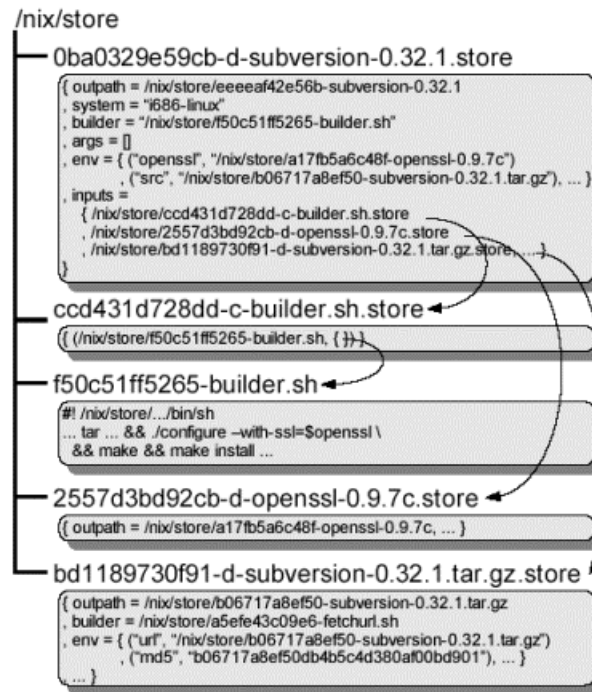 /nix/store
0ba0329e59cb-d-subversion-0.32.1.store
{ outpath = /nix/store/eeeeaf42e56b-subversion-0.32.1
, system = "i686-linux"
, builder = "/nix/store/f50c51ff5265-builder.sh"
, args = []
, env = { ("openssl", "/nix/store/a17fb5a6c48f-openssl-0.9.7c")
, ("src", "/nix/store/b06717a8ef50-subversion-0.32.1.tar.gz"), ... }
, inputs =
{ /nix/store/ccd431d728dd-c-builder.sh.store
, /nix/store/2557d3bd92cb-d-openssl-0.9.7c.store
, /nix/store/bd1189730f91-d-subversion-0.32.1.tar.gz.store, ... }
}
ccd431d728dd-c-builder.sh.store
{ (/nix/store/f50c51ff5265-builder.sh, { }) }
f50c51ff5265-builder.sh
#! /nix/store/.../bin/sh
... tar ... && ./configure –with-ssl=$openssl \
&& make && make install ...
2557d3bd92cb-d-openssl-0.9.7c.store
{ outpath = /nix/store/a17fb5a6c48f-openssl-0.9.7c, ... }
bd1189730f91-d-subversion-0.32.1.tar.gz.store
{ outpath = /nix/store/b06717a8ef50-subversion-0.32.1.tar.gz
, builder = /nix/store/a5efe43c09e6-fetchurl.sh
, env = { ("url", "/nix/store/b06717a8ef50-subversion-0.32.1.tar.gz")
, ("md5", "b06717a8ef50db4b5c4d380af00bd901"), ... }
, ... }